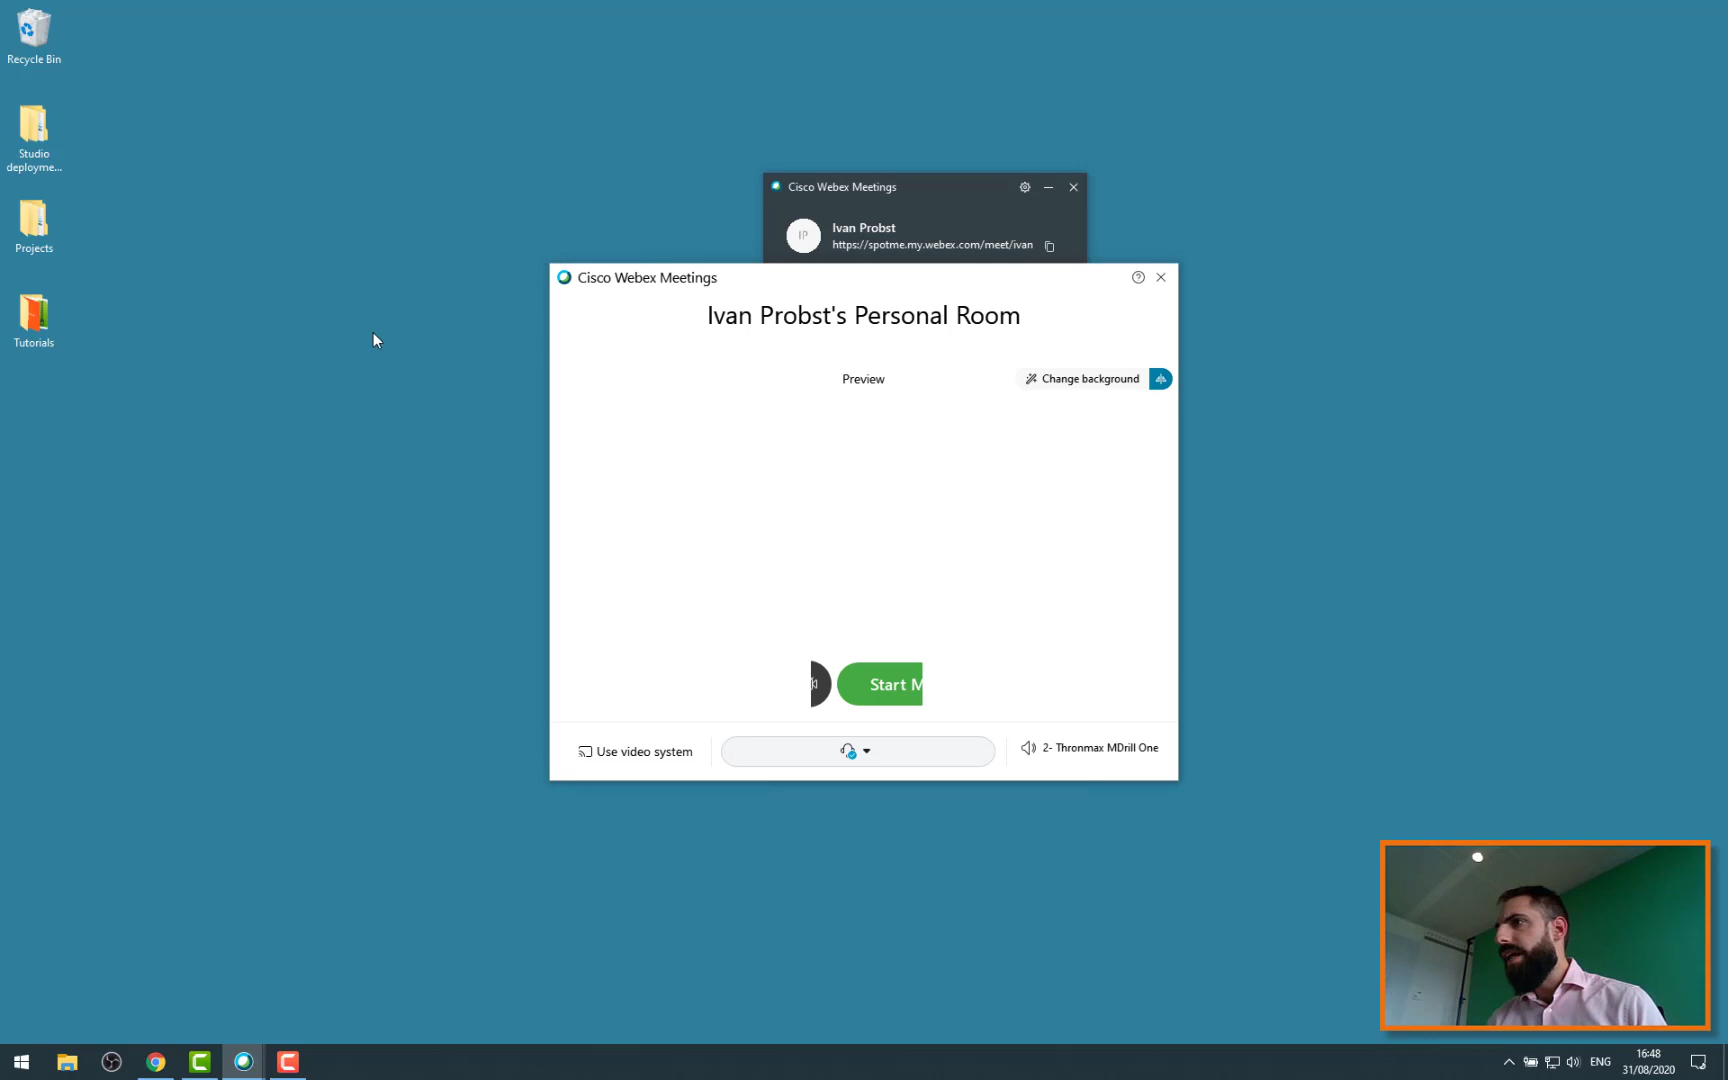 Recycle Bin
Studio
deployme...
Projects
Tutorials
Cisco Webex Meetings
IP
Ivan Probst
https://spotme.my.webex.com/meet/ivan
Cisco Webex Meetings
Ivan Probst's Personal Room
Preview
Change background
Start M
Use video system
2- Thronmax MDrill One
ENG
16:48
31/08/2020